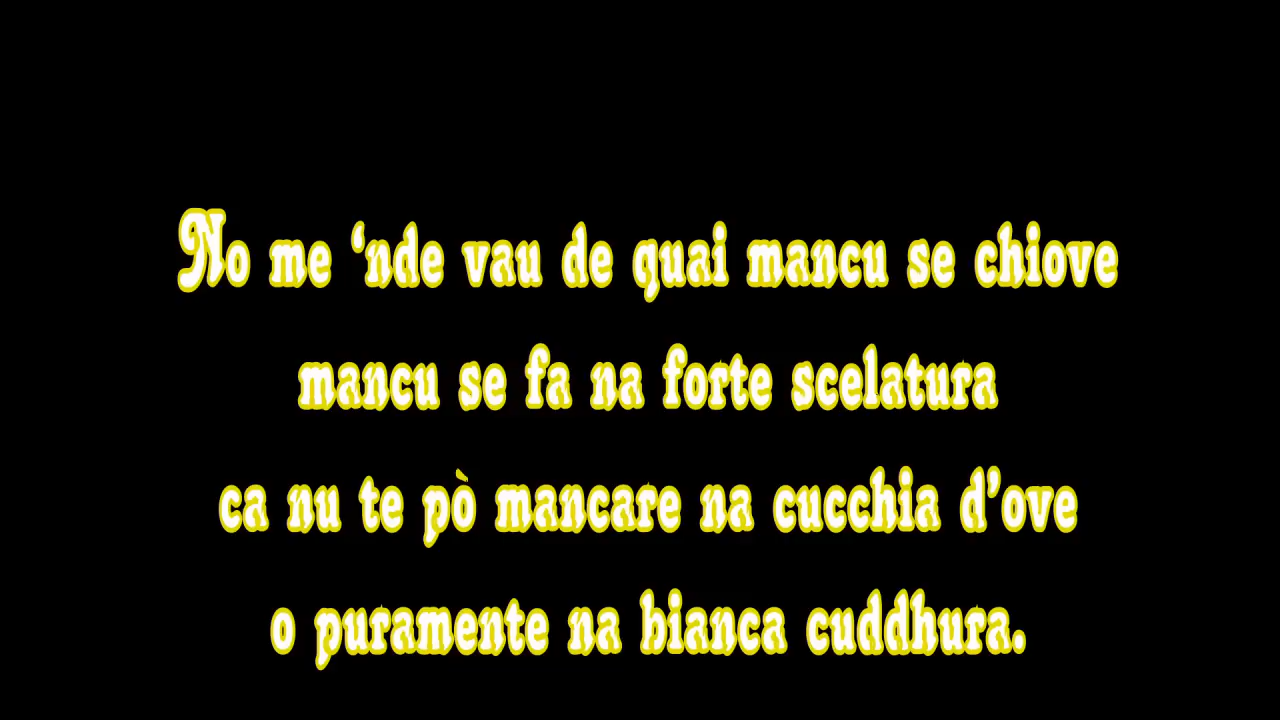 No me ‘nde vau de quai mancu se chiove
mancu se fa na forte scelatura
ca nu te pò mancare na cucchia d’ove
o puramente na bianca cuddhura.